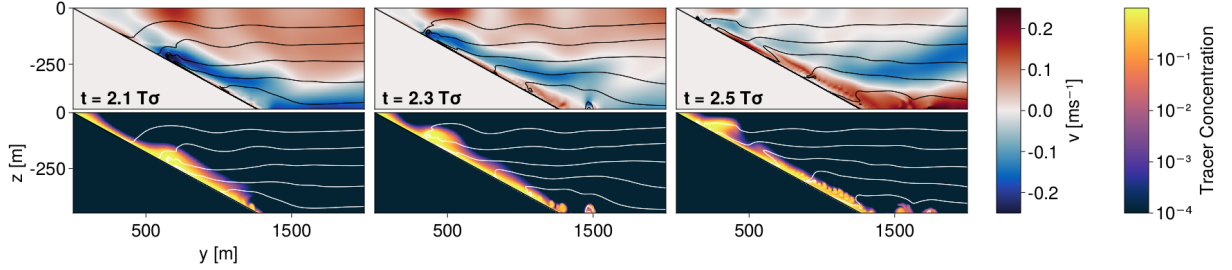 0
-250
0
-250
z [m]
t = 2.1 Tσ
t = 2.3 Tσ
t = 2.5 Tσ
500
1500
500
1500
500
1500
y [m]
0.2
0.1
0.0
-0.1
-0.2
v [ms⁻¹]
10⁻¹
10⁻²
10⁻³
10⁻⁴
Tracer Concentration